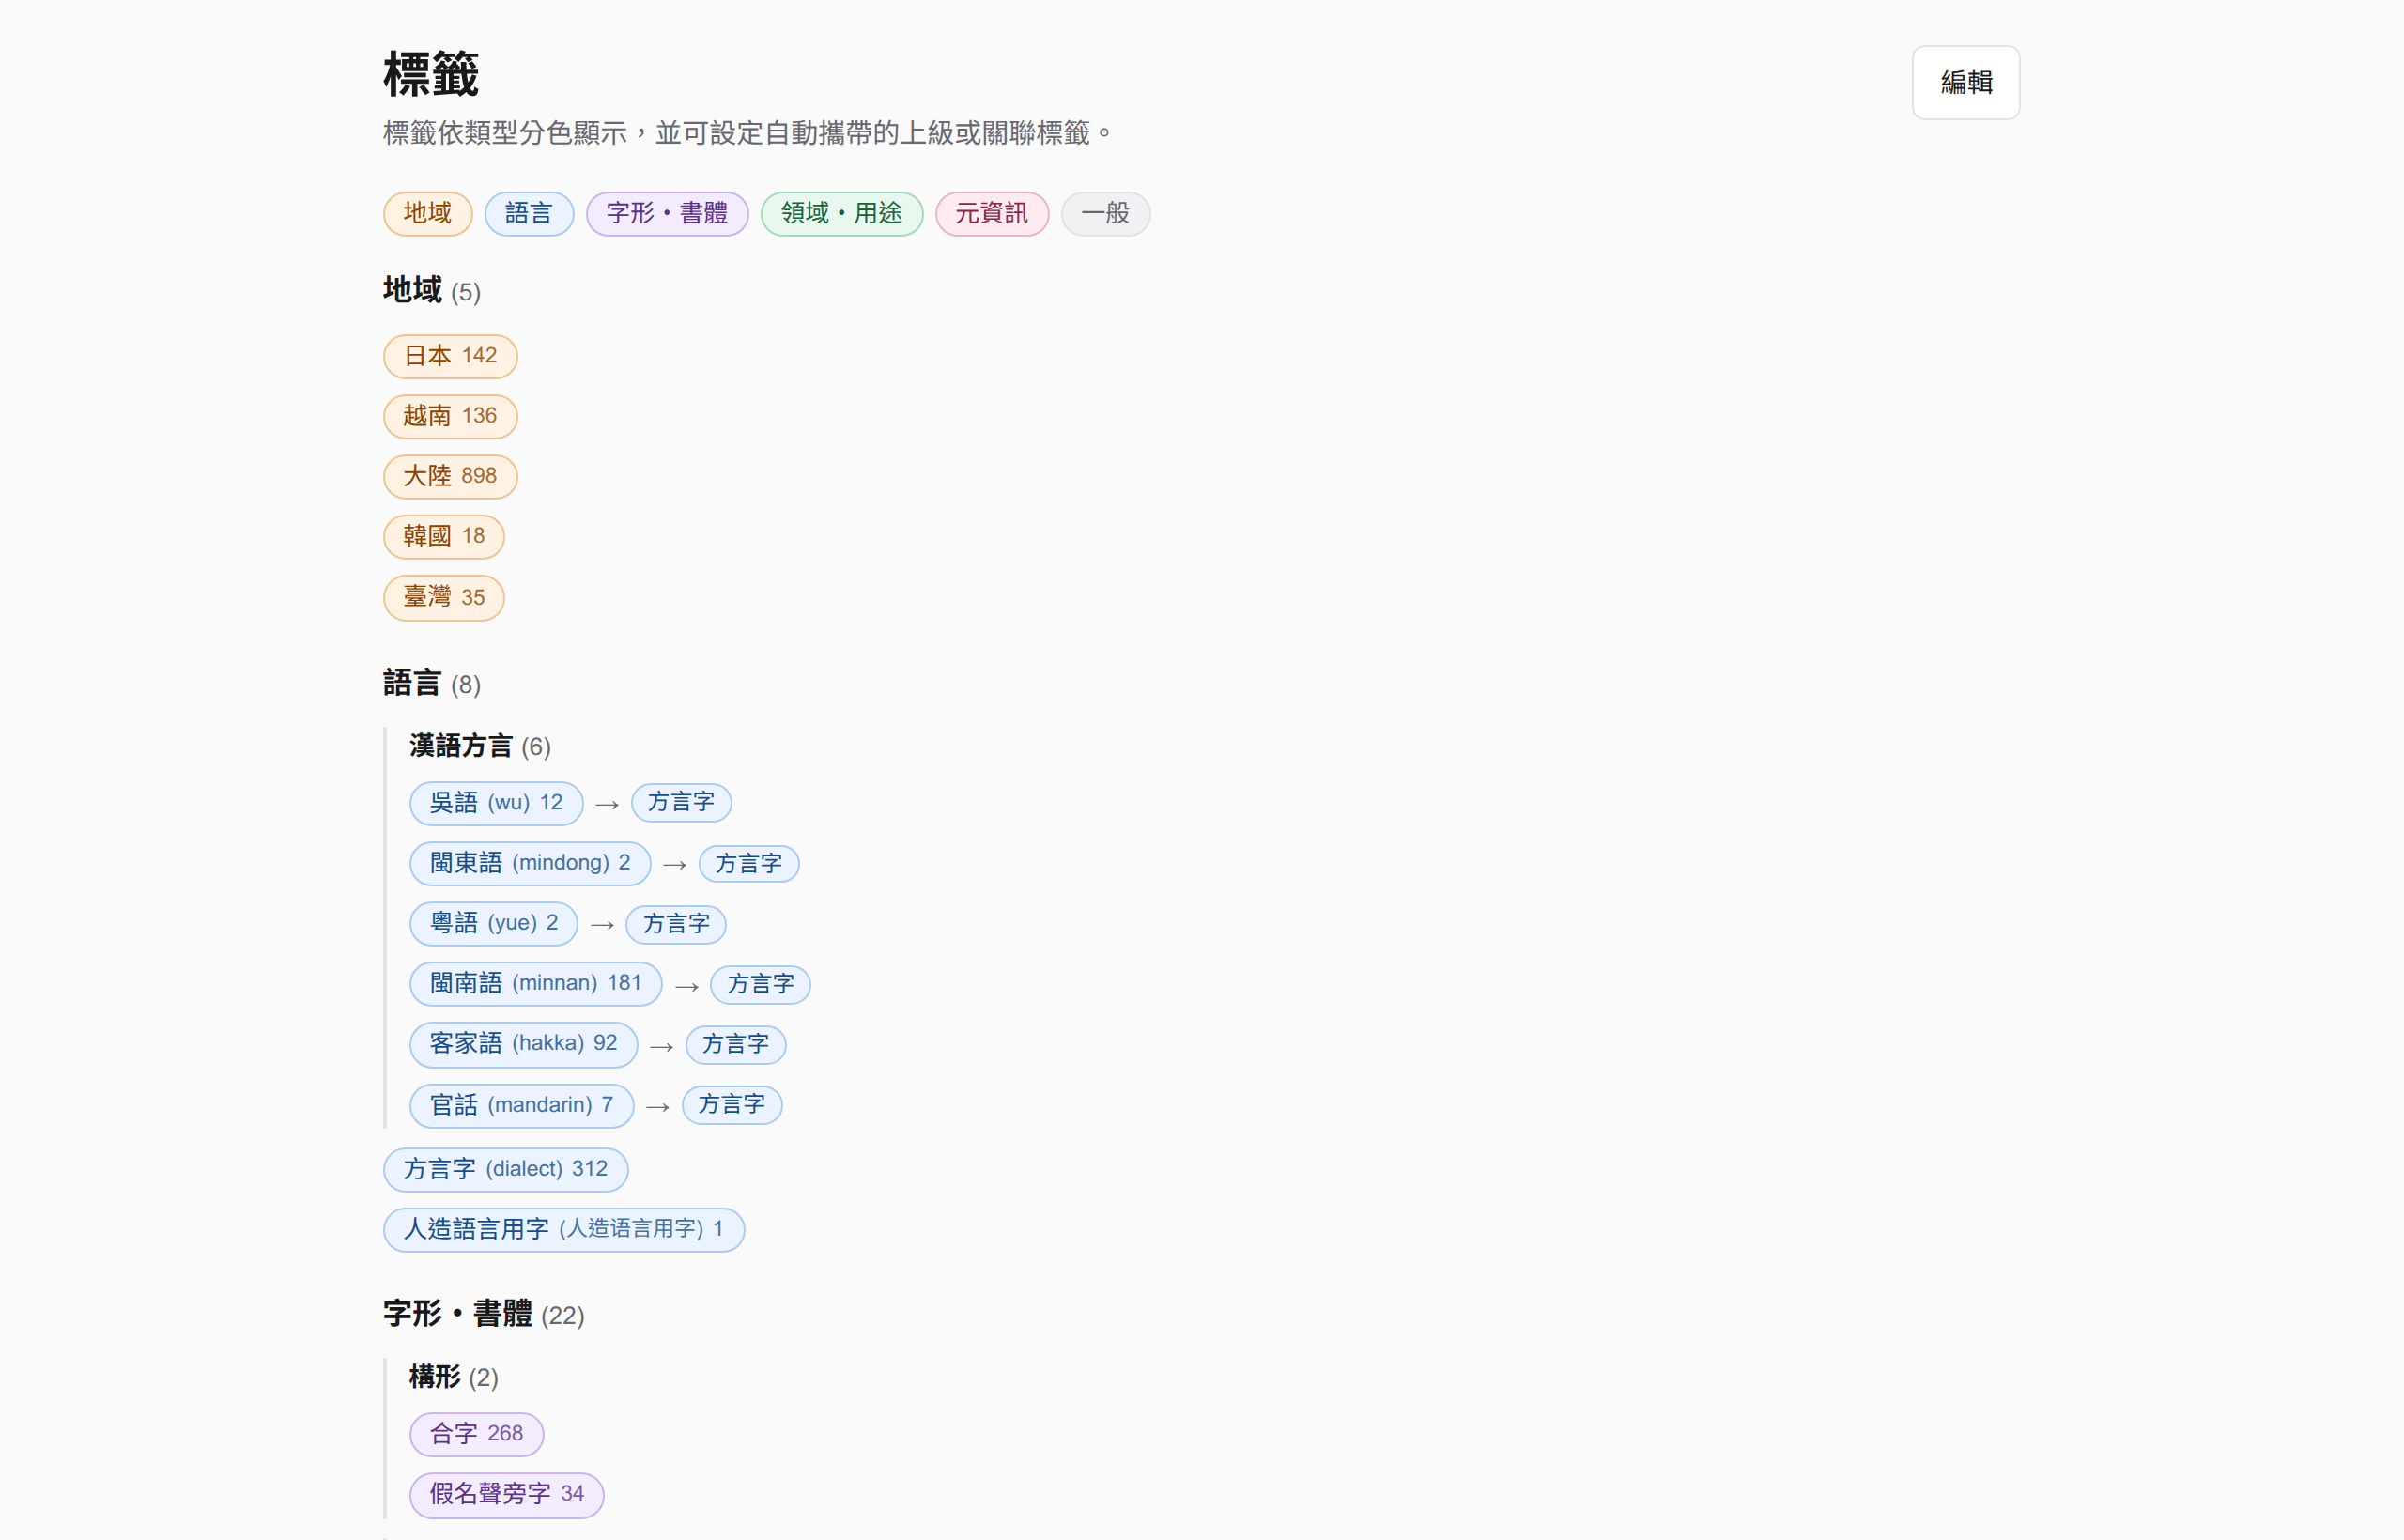 標籤
編輯
標籤依類型分色顯示，並可設定自動攜帶的上級或關聯標籤。
地域 語言 字形・書體 領域・用途 元資訊 一般
地域 (5)
日本 142
越南 136
大陸 898
韓國 18
臺灣 35
語言 (8)
漢語方言 (6)
吳語 (wu) 12 → 方言字
閩東語 (mindong) 2 → 方言字
粵語 (yue) 2 → 方言字
閩南語 (minnan) 181 → 方言字
客家語 (hakka) 92 → 方言字
官話 (mandarin) 7 → 方言字
方言字 (dialect) 312
人造語言用字 (人造语言用字) 1
字形・書體 (22)
構形 (2)
合字 268
假名聲旁字 34